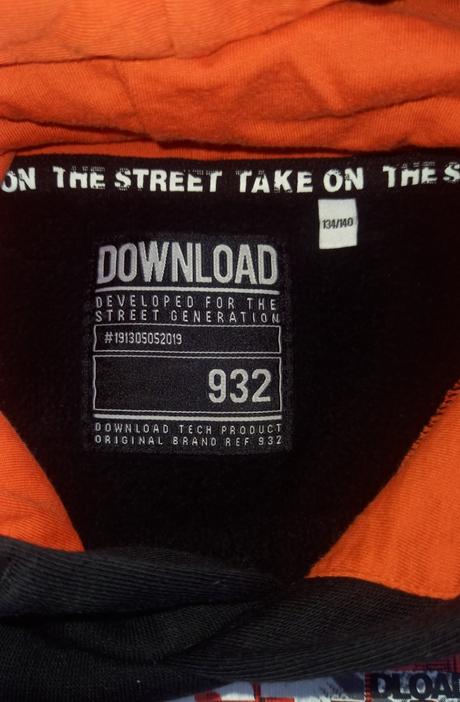 ON THE STREET TAKE ON THE S
134/140
DOWNLOAD
DEVELOPED FOR THE
STREET GENERATION
#191305052019
932
DOWNLOAD TECH PRODUCT
ORIGINAL BRAND REF 932
DLOAD